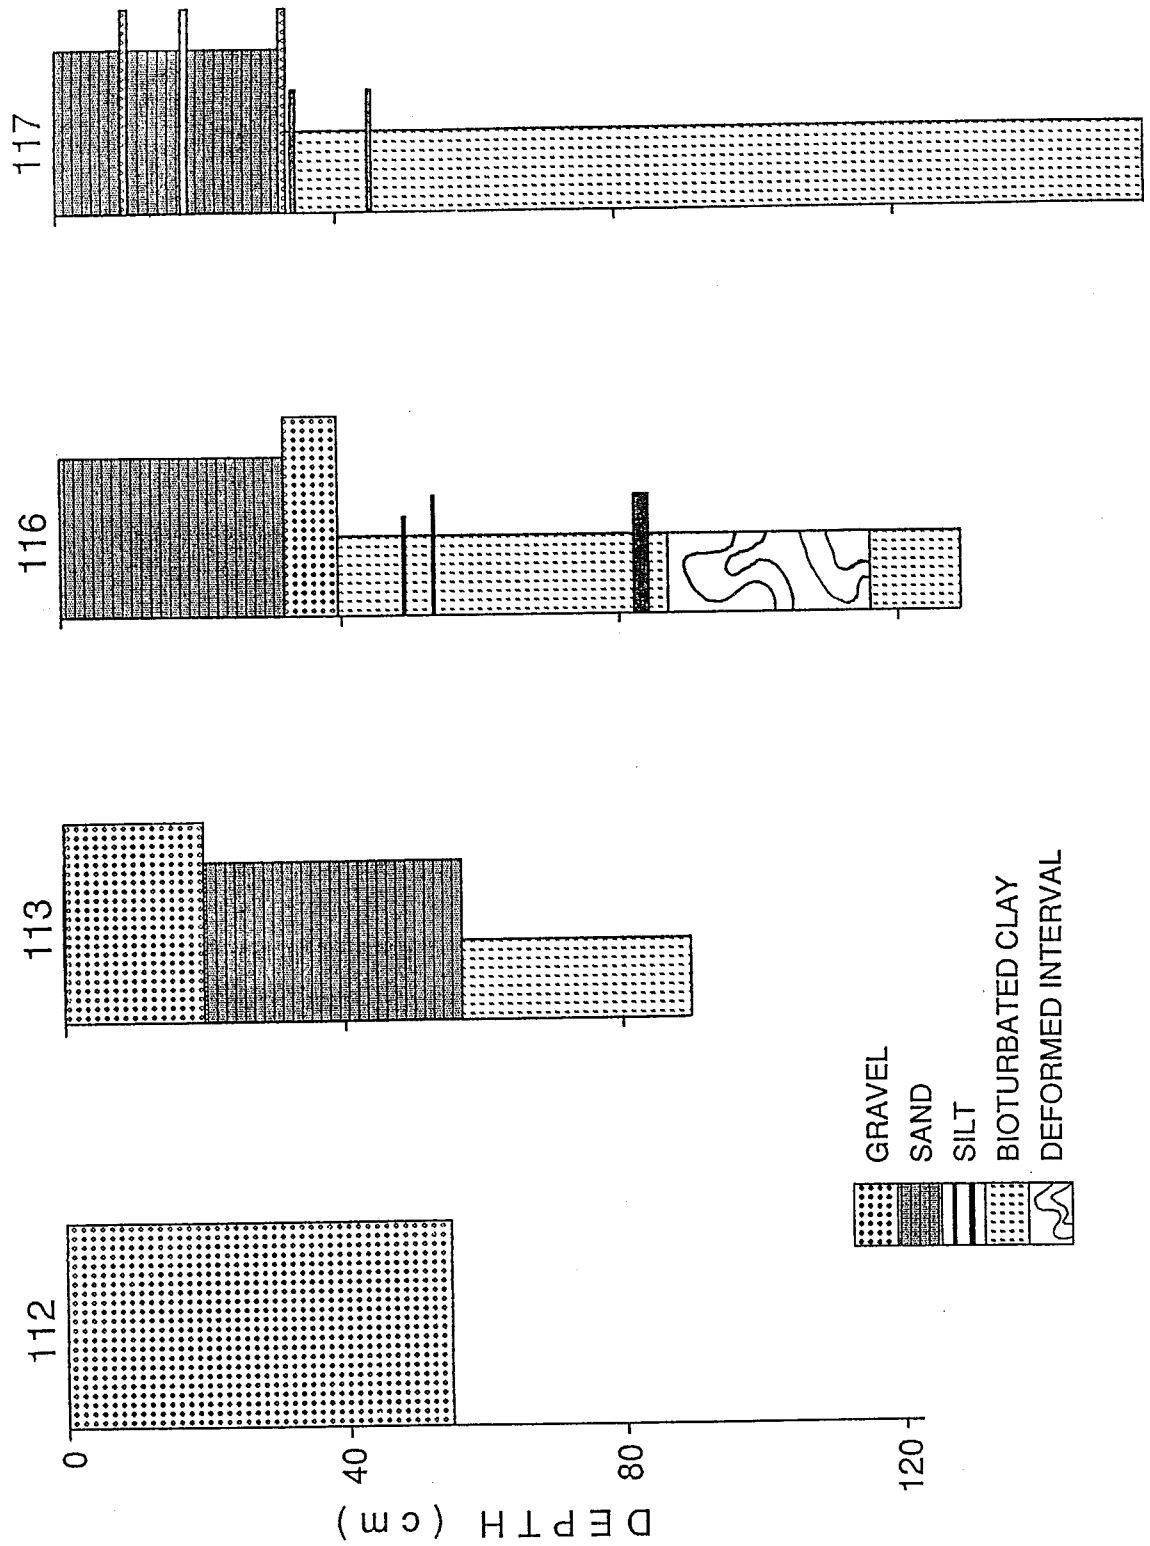 112
113
116
117
0
40
80
120
DEPTH (cm)
GRAVEL
SAND
SILT
BIOTURBATED CLAY
DEFORMED INTERVAL